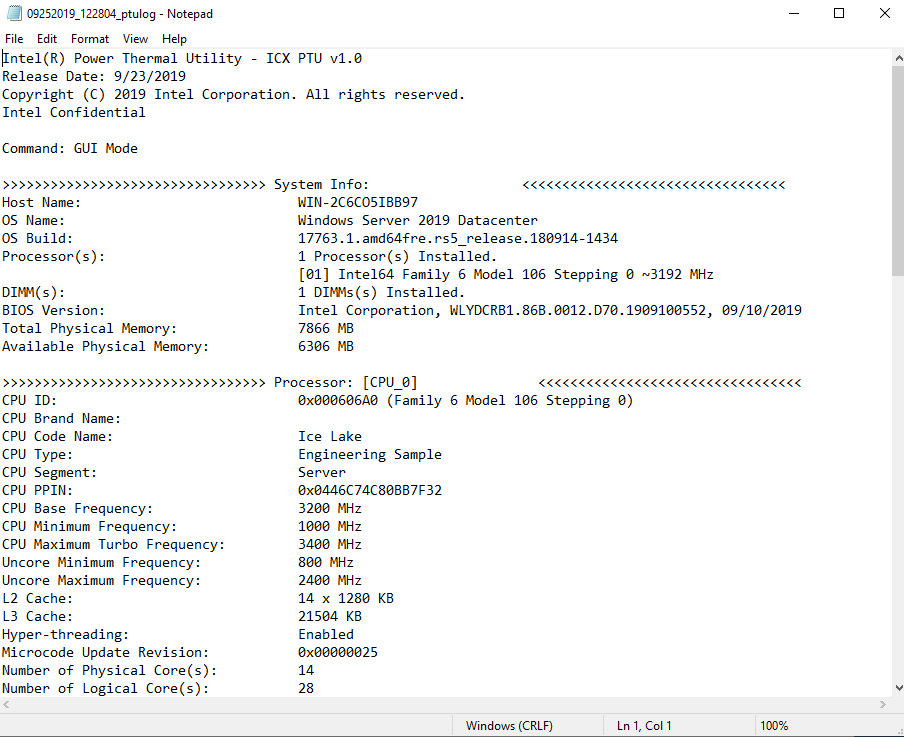 09252019_122804_ptulog - Notepad
File Edit Format View Help
Intel(R) Power Thermal Utility - ICX PTU v1.0
Release Date: 9/23/2019
Copyright (C) 2019 Intel Corporation. All rights reserved.
Intel Confidential
Command: GUI Mode
>>>>>>>>>>>>>>>>>>>>>>>>>>>>>>>>> System Info: <<<<<<<<<<<<<<<<<<<<<<<<<<<<<<<<<
Host Name: WIN-2C6CO5IBB97
OS Name: Windows Server 2019 Datacenter
OS Build: 17763.1.amd64fre.rs5_release.180914-1434
Processor(s): 1 Processor(s) Installed.
[01] Intel64 Family 6 Model 106 Stepping 0 ~3192 MHz
DIMM(s): 1 DIMMs(s) Installed.
BIOS Version: Intel Corporation, WLYDCRB1.86B.0012.D70.1909100552, 09/10/2019
Total Physical Memory: 7866 MB
Available Physical Memory: 6306 MB
>>>>>>>>>>>>>>>>>>>>>>>>>>>>>>>>> Processor: [CPU_0] <<<<<<<<<<<<<<<<<<<<<<<<<<<<<<<<<
CPU ID: 0x000606A0 (Family 6 Model 106 Stepping 0)
CPU Brand Name:
CPU Code Name: Ice Lake
CPU Type: Engineering Sample
CPU Segment: Server
CPU PPIN: 0x0446C74C80BB7F32
CPU Base Frequency: 3200 MHz
CPU Minimum Frequency: 1000 MHz
CPU Maximum Turbo Frequency: 3400 MHz
Uncore Minimum Frequency: 800 MHz
Uncore Maximum Frequency: 2400 MHz
L2 Cache: 14 x 1280 KB
L3 Cache: 21504 KB
Hyper-threading: Enabled
Microcode Update Revision: 0x00000025
Number of Physical Core(s): 14
Number of Logical Core(s): 28
Windows (CRLF) Ln 1, Col 1 100%